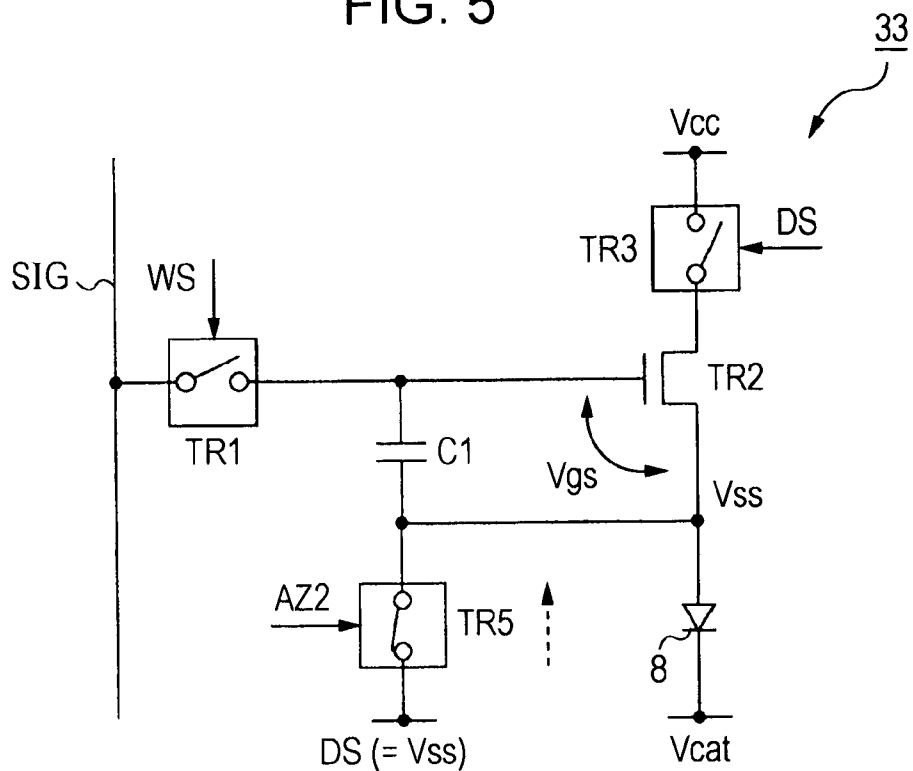 FIG. 5
33
Vcc
DS
TR3
SIG
WS
TR2
TR1
C1
Vgs
Vss
AZ2
TR5
8
DS (= Vss)
Vcat